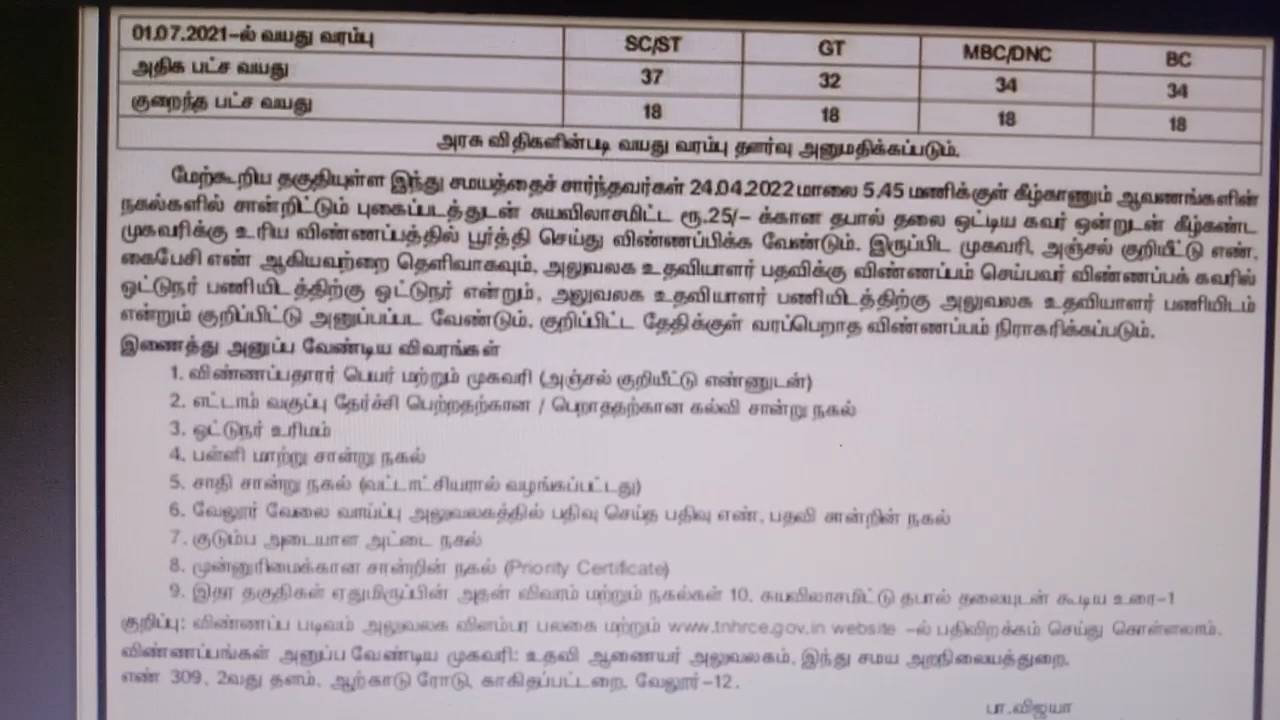 01.07.2021-ல் வயது வரம்பு SC/ST GT MBC/DNC BC
அதிக பட்ச வயது 37 32 34 34
குறைந்த பட்ச வயது 18 18 18 18
அரசு விதிகளின்படி வயது வரம்பு தளர்வு அனுமதிக்கப்படும்.
மேற்கூறிய தகுதியுள்ள இந்து சமயத்தைச் சார்ந்தவர்கள் 24.04.2022 மாலை 5.45 மணிக்குள் கீழ்காணும் ஆவணங்களின்
நகல்களில் சான்றிட்டும் புகைப்படத்துடன் சுயவிலாசமிட்ட ரூ.25/- க்கான தபால் தலை ஒட்டிய கவர் ஒன்றுடன் கீழ்கண்ட
முகவரிக்கு உரிய விண்ணப்பத்தில் பூர்த்தி செய்து விண்ணப்பிக்க வேண்டும். இருப்பிட முகவரி, அஞ்சல் குறியீட்டு எண்,
கைபேசி எண் ஆகியவற்றை தெளிவாகவும், அலுவலக உதவியாளர் பதவிக்கு விண்ணப்பம் செய்பவர் விண்ணப்பக் கவரில்
ஓட்டுநர் பணியிடத்திற்கு ஓட்டுநர் என்றும், அலுவலக உதவியாளர் பணியிடத்திற்கு அலுவலக உதவியாளர் பணியிடம்
என்றும் குறிப்பிட்டு அனுப்பப்பட வேண்டும். குறிப்பிட்ட தேதிக்குள் வரப்பெறாத விண்ணப்பம் நிராகரிக்கப்படும்.
இணைத்து அனுப்ப வேண்டிய விவரங்கள்
1. விண்ணப்பதாரர் பெயர் மற்றும் முகவரி (அஞ்சல் குறியீட்டு எண்ணுடன்)
2. எட்டாம் வகுப்பு தேர்ச்சி பெற்றதற்கான / பெறாததற்கான கல்வி சான்று நகல்
3. ஓட்டுநர் உரிமம்
4. பள்ளி மாற்று சான்று நகல்
5. சாதி சான்று நகல் (வட்டாட்சியரால் வழங்கப்பட்டது)
6. வேலூர் வேலை வாய்ப்பு அலுவலகத்தில் பதிவு செய்த பதிவு எண், பதவி சான்றின் நகல்
7. குடும்ப அடையாள அட்டை நகல்
8. முன்னுரிமைக்கான சான்றின் நகல் (Priority Certificate)
9. இதர தகுதிகள் ஏதுமிருப்பின் அதன் விவரம் மற்றும் நகல்கள் 10. சுயவிலாசமிட்டு தபால் தலையுடன் கூடிய உரை-1
குறிப்பு: விண்ணப்ப படிவம் அலுவலக விளம்பர பலகை மற்றும் www.tnhrce.gov.in website -ல் பதிவிறக்கம் செய்து கொள்ளலாம்.
விண்ணப்பங்கள் அனுப்ப வேண்டிய முகவரி: உதவி ஆணையர் அலுவலகம், இந்து சமய அறநிலையத்துறை,
எண் 309, 2வது தளம், ஆற்காடு ரோடு, காகிதப்பட்டறை, வேலூர்-12.
பா.விஜயா